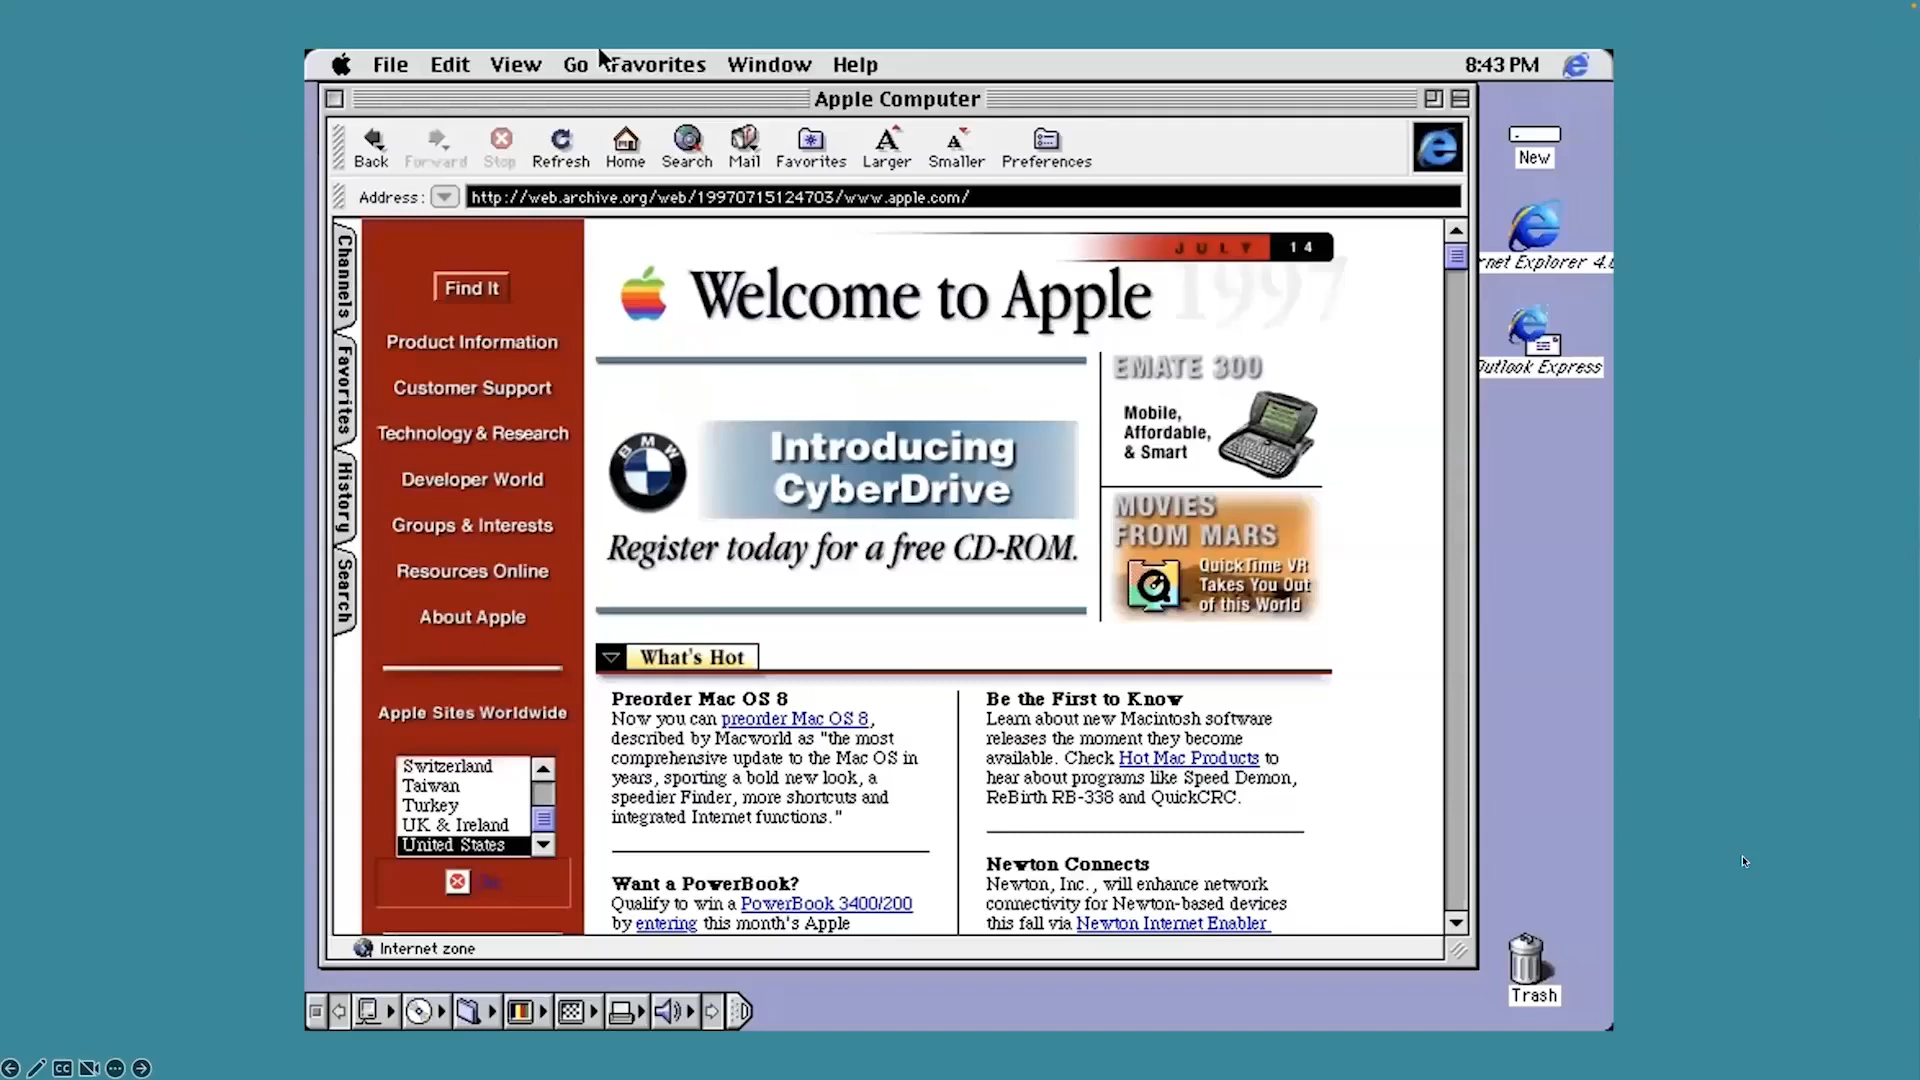 File Edit View Go Favorites Window Help
8:43 PM
Apple Computer
Back Forward Stop Refresh Home Search Mail Favorites Larger Smaller Preferences
Address: http://web.archive.org/web/19970715124703/www.apple.com/
Channels
Favorites
History
Search
Find It
Product Information
Customer Support
Technology & Research
Developer World
Groups & Interests
Resources Online
About Apple
Apple Sites Worldwide
Switzerland
Taiwan
Turkey
UK & Ireland
United States
JULY 14
1997
Welcome to Apple
BMW
Introducing
CyberDrive
Register today for a free CD-ROM.
EMATE 300
Mobile,
Affordable,
& Smart
MOVIES
FROM MARS
QuickTime VR
Takes You Out
of this World
What's Hot
Preorder Mac OS 8
Now you can preorder Mac OS 8,
described by Macworld as "the most
comprehensive update to the Mac OS in
years, sporting a bold new look, a
speedier Finder, more shortcuts and
integrated Internet functions."
Want a PowerBook?
Qualify to win a PowerBook 3400/200
by entering this month's Apple
Be the First to Know
Learn about new Macintosh software
releases the moment they become
available. Check Hot Mac Products to
hear about programs like Speed Demon,
ReBirth RB-338 and QuickCRC.
Newton Connects
Newton, Inc., will enhance network
connectivity for Newton-based devices
this fall via Newton Internet Enabler
Internet zone
New
rnet Explorer 4.
Outlook Express
Trash
CC